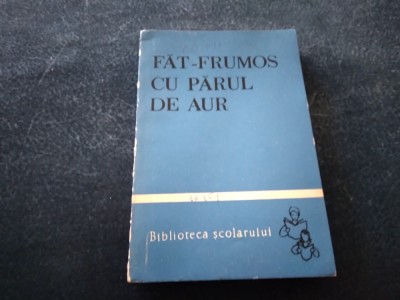 FĂT-FRUMOS
CU PĂRUL
DE AUR
Biblioteca școlarului